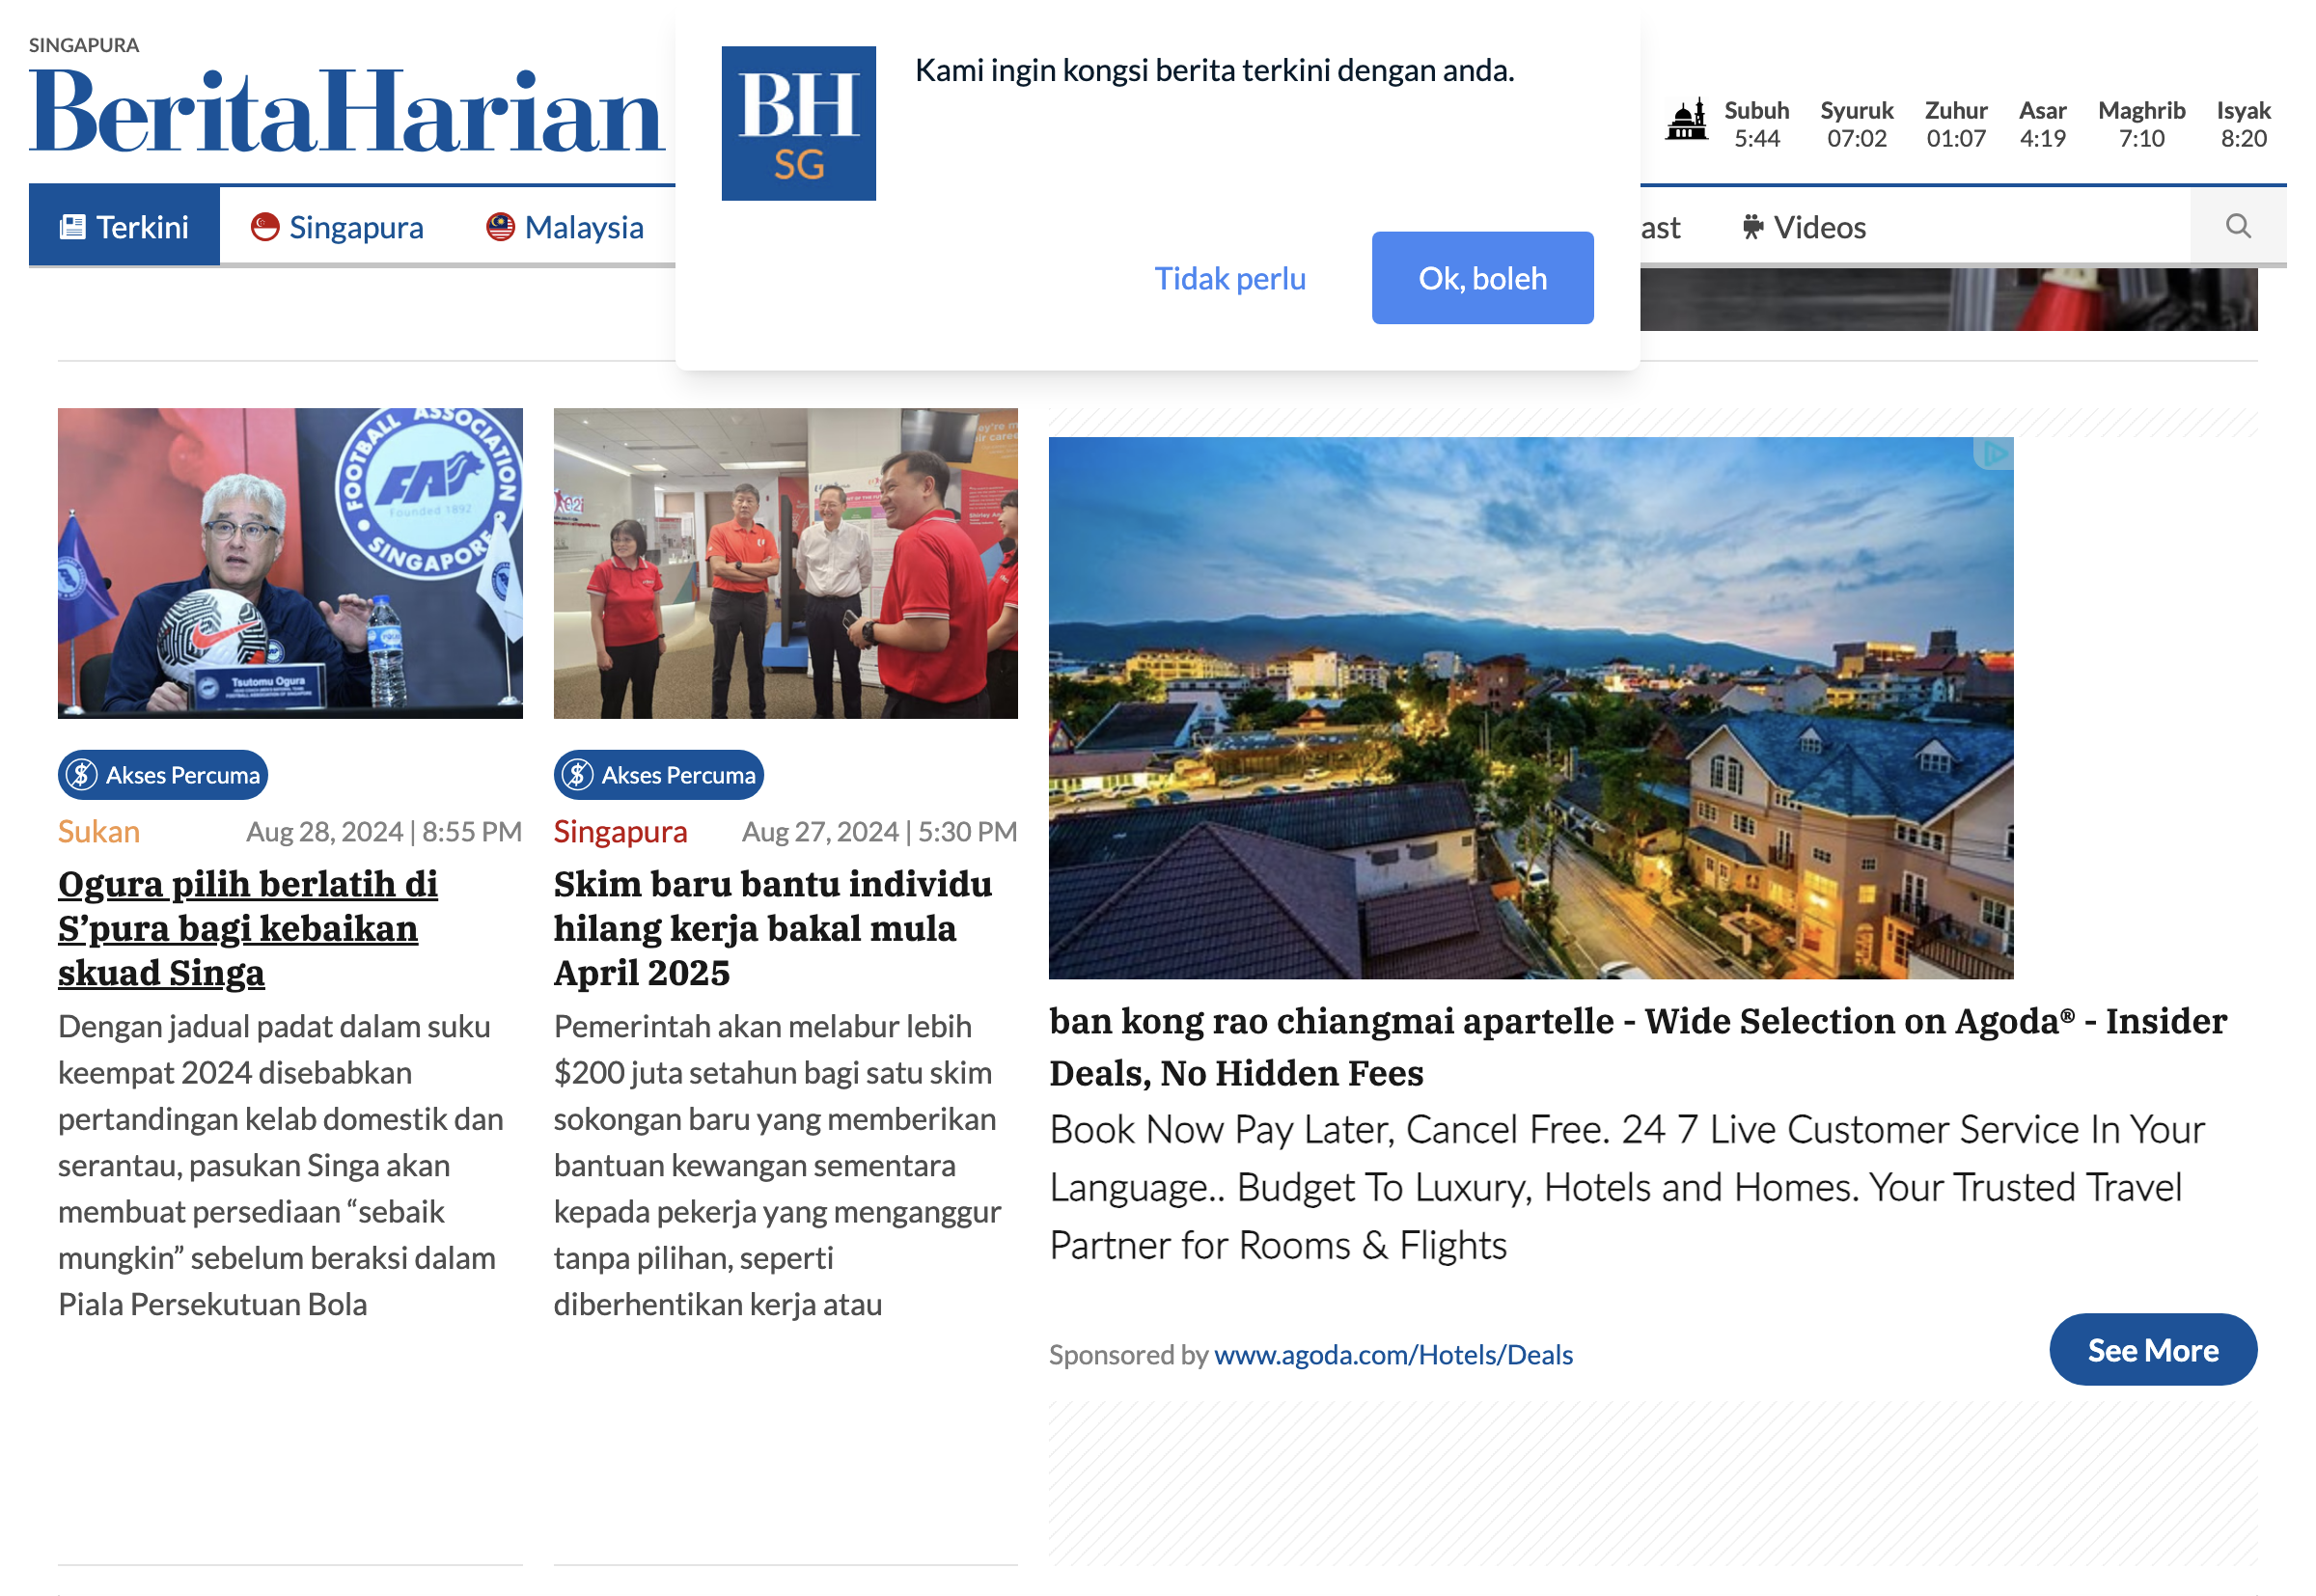 SINGAPURA
BeritaHarian
BH
SG
Kami ingin kongsi berita terkini dengan anda.
Tidak perlu
Ok, boleh
Subuh
5:44
Syuruk
07:02
Zuhur
01:07
Asar
4:19
Maghrib
7:10
Isyak
8:20
Terkini
Singapura
Malaysia
ast
Videos
FOOTBALL ASSOCIATION
FAS
Founded 1892
SINGAPORE
Tsutomu Ogura
Akses Percuma
Sukan
Aug 28, 2024 | 8:55 PM
Ogura pilih berlatih di
S’pura bagi kebaikan
skuad Singa
Dengan jadual padat dalam suku
keempat 2024 disebabkan
pertandingan kelab domestik dan
serantau, pasukan Singa akan
membuat persediaan “sebaik
mungkin” sebelum beraksi dalam
Piala Persekutuan Bola
Akses Percuma
Singapura
Aug 27, 2024 | 5:30 PM
Skim baru bantu individu
hilang kerja bakal mula
April 2025
Pemerintah akan melabur lebih
$200 juta setahun bagi satu skim
sokongan baru yang memberikan
bantuan kewangan sementara
kepada pekerja yang menganggur
tanpa pilihan, seperti
diberhentikan kerja atau
ban kong rao chiangmai apartelle - Wide Selection on Agoda® - Insider
Deals, No Hidden Fees
Book Now Pay Later, Cancel Free. 24 7 Live Customer Service In Your
Language.. Budget To Luxury, Hotels and Homes. Your Trusted Travel
Partner for Rooms & Flights
Sponsored by www.agoda.com/Hotels/Deals
See More